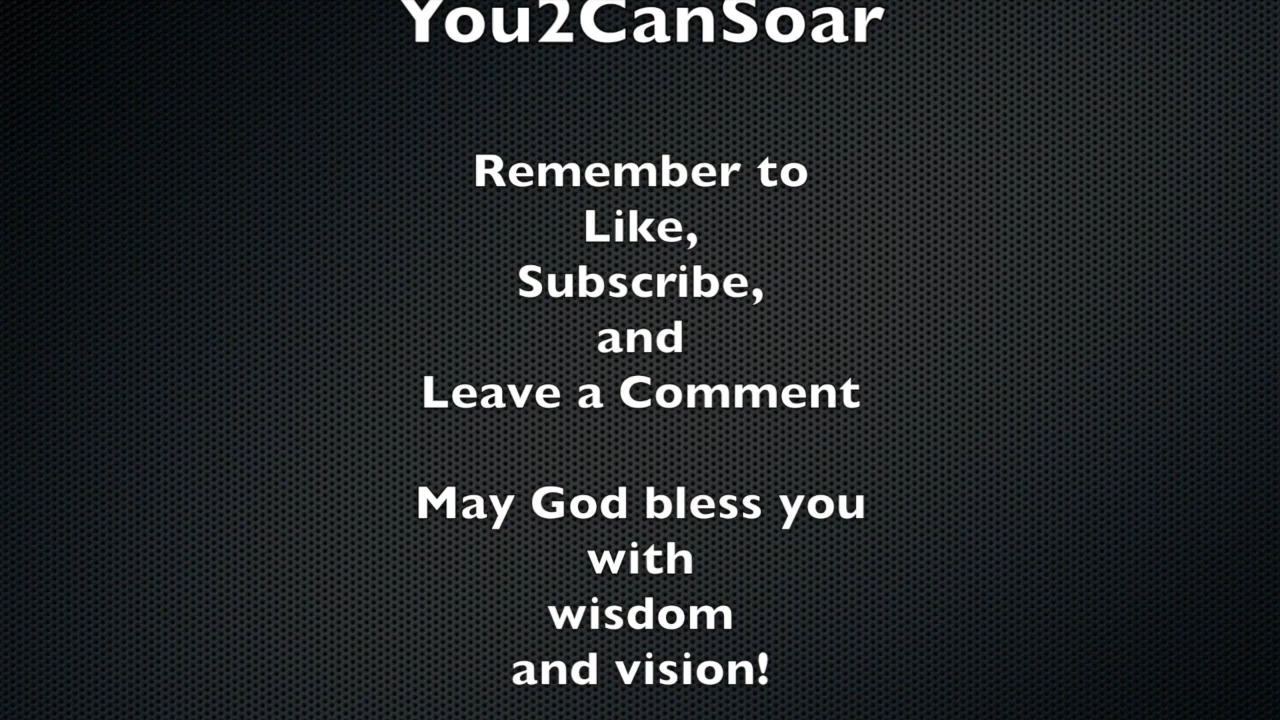 You2CanSoar
Remember to
Like,
Subscribe,
and
Leave a Comment
May God bless you
with
wisdom
and vision!